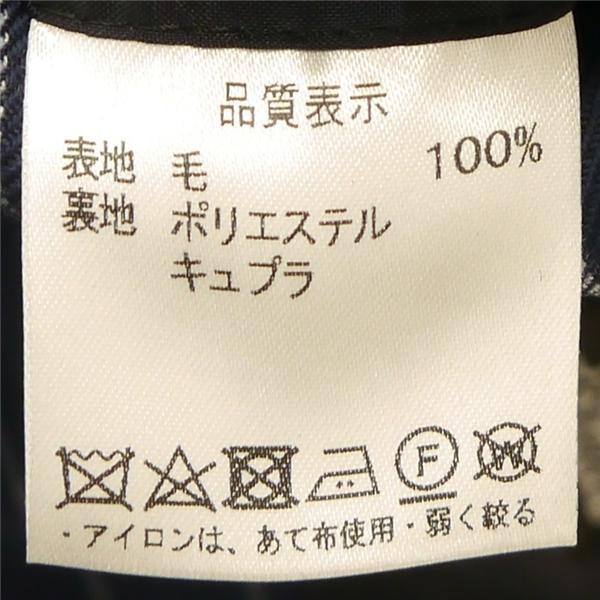 品質表示
表地 毛 100%
裏地 ポリエステル
キュプラ
F W
・アイロンは、あて布使用・弱く絞る